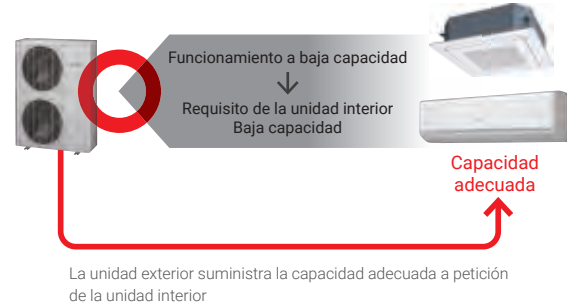 Funcionamiento a baja capacidad
Requisito de la unidad interior
Baja capacidad
Capacidad
adecuada
La unidad exterior suministra la capacidad adecuada a petición
de la unidad interior